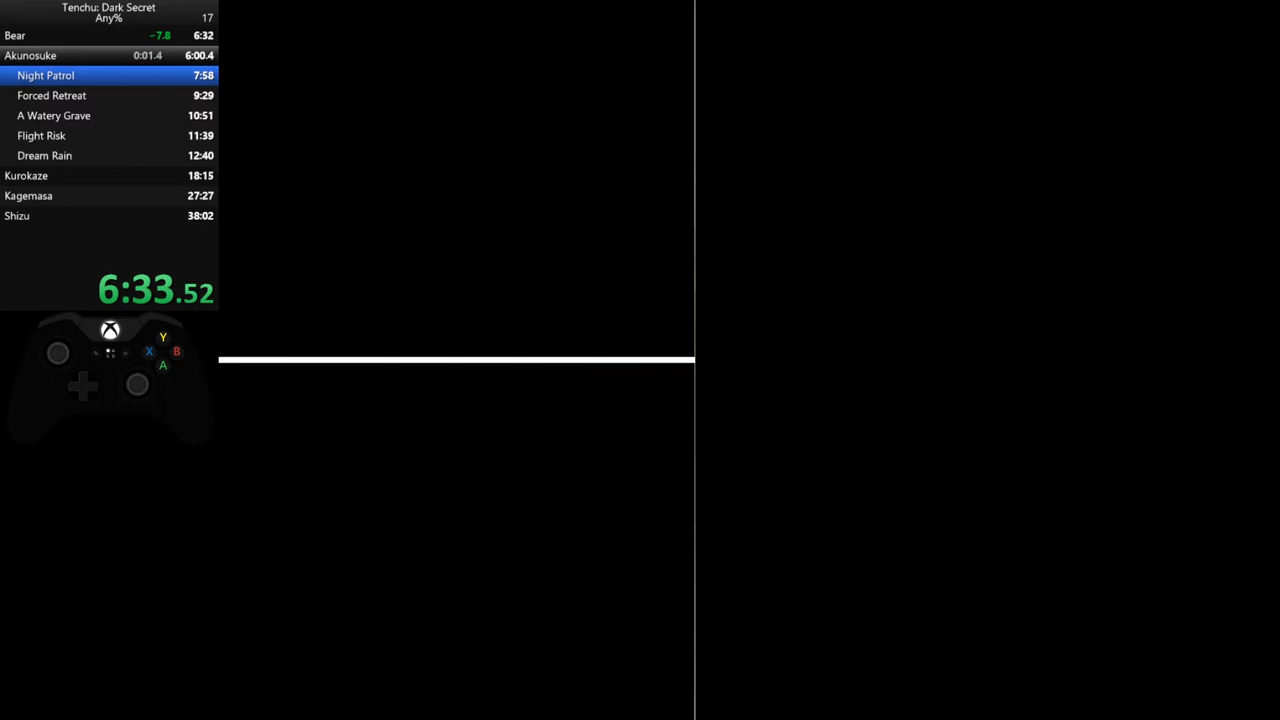 Tenchu: Dark Secret
Any% 17
Bear −7.8 6:32
Akunosuke 0:01.4 6:00.4
Night Patrol 7:58
Forced Retreat 9:29
A Watery Grave 10:51
Flight Risk 11:39
Dream Rain 12:40
Kurokaze 18:15
Kagemasa 27:27
Shizu 38:02
6:33.52
Y
X B
A